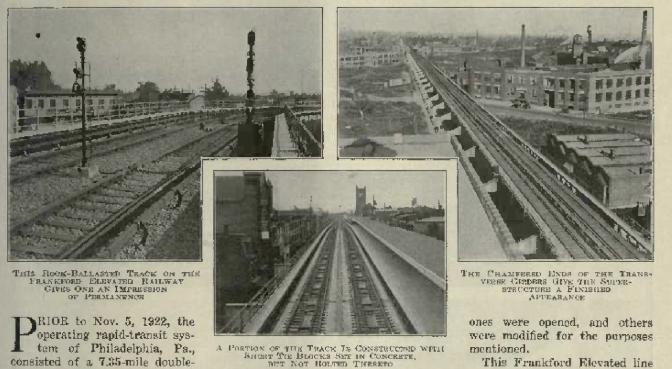 THIS ROCK-BALLASTED TRACK ON THE
FRANKFORD ELEVATED RAILWAY
GIVES ONE AN IMPRESSION
OF PERMANENCE
THE CHAMFERED ENDS OF THE TRANS-
VERSE GIRDERS GIVE THE SUPER-
STRUCTURE A FINISHED
APPEARANCE
A PORTION OF THE TRACK IS CONSTRUCTED WITH
SHORT TIE BLOCKS SET IN CONCRETE,
BUT NOT BOLTED THERETO
PRIOR to Nov. 5, 1922, the
operating rapid-transit sys-
tem of Philadelphia, Pa.,
consisted of a 7.35-mile double-
ones were opened, and others
were modified for the purposes
mentioned.
This Frankford Elevated line